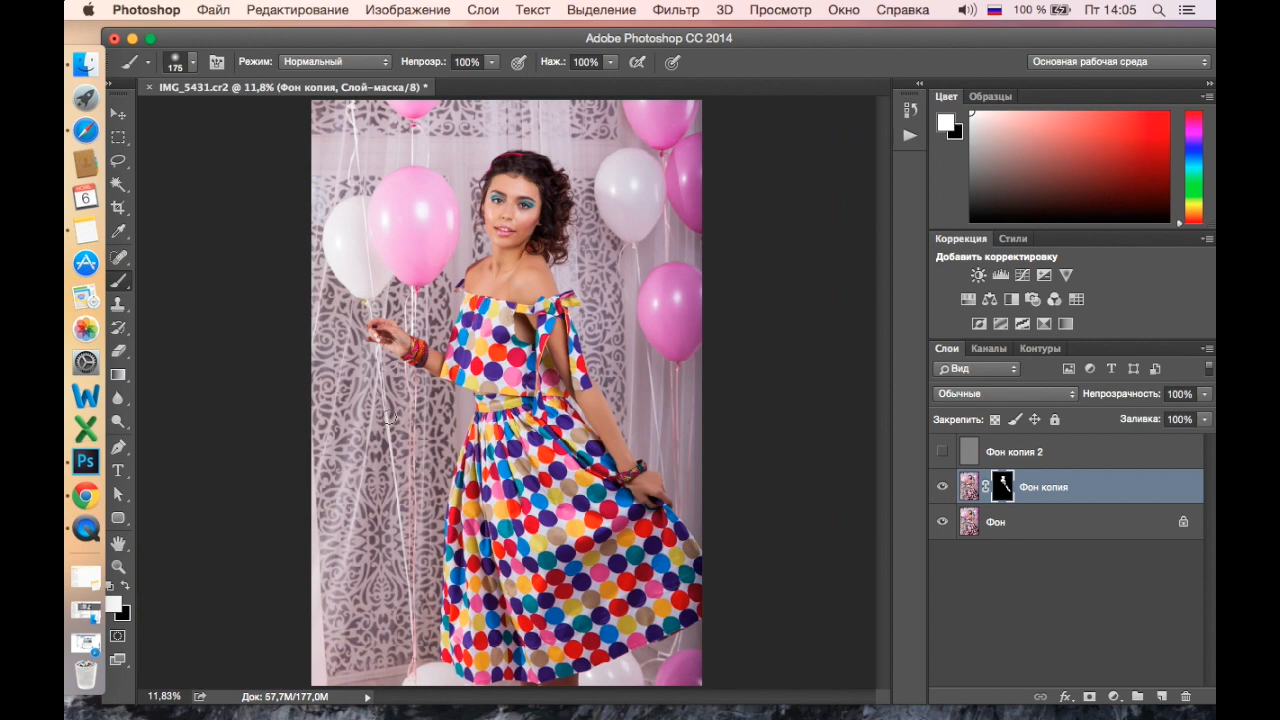 Photoshop Файл Редактирование Изображение Слои Текст Выделение Фильтр 3D Просмотр Окно Справка 100 % Пт 14:05
Adobe Photoshop CC 2014
175 Режим: Нормальный Непрозр.: 100% Наж.: 100% Основная рабочая среда
× IMG_5431.cr2 @ 11,8% (Фон копия, Слой-маска/8) *
Цвет Образцы
6
Коррекция Стили
Добавить корректировку
Слои Каналы Контуры
Вид
Обычные Непрозрачность: 100%
Закрепить: Заливка: 100%
Фон копия 2
Ps
Фон копия
Фон
11,83% Док: 57,7M/177,0M